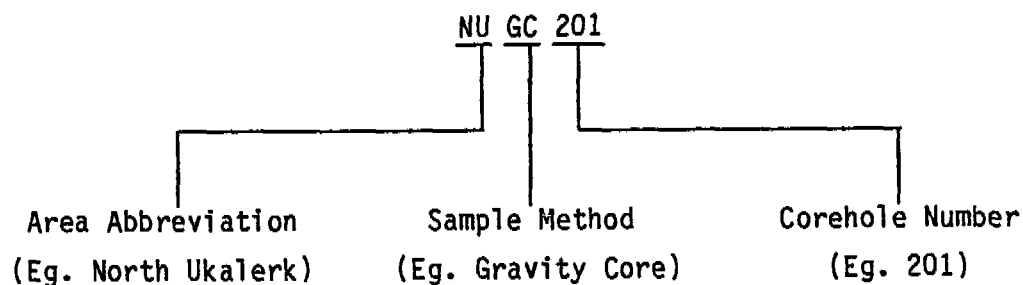 NU GC 201
Area Abbreviation Sample Method Corehole Number
(Eg. North Ukalerk) (Eg. Gravity Core) (Eg. 201)